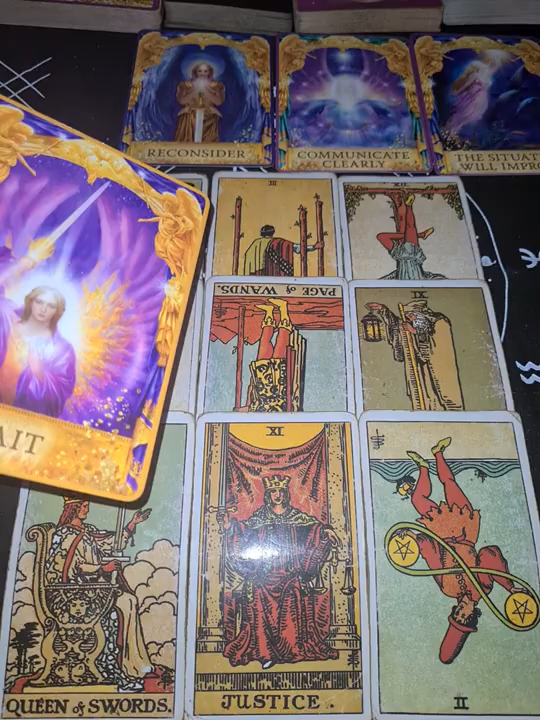 RECONSIDER
COMMUNICATE
CLEARLY
THE SITUAT
WILL IMPRO
III
XII
PAGE of WANDS.
IX
AIT
XI
QUEEN of SWORDS.
JUSTICE .
II